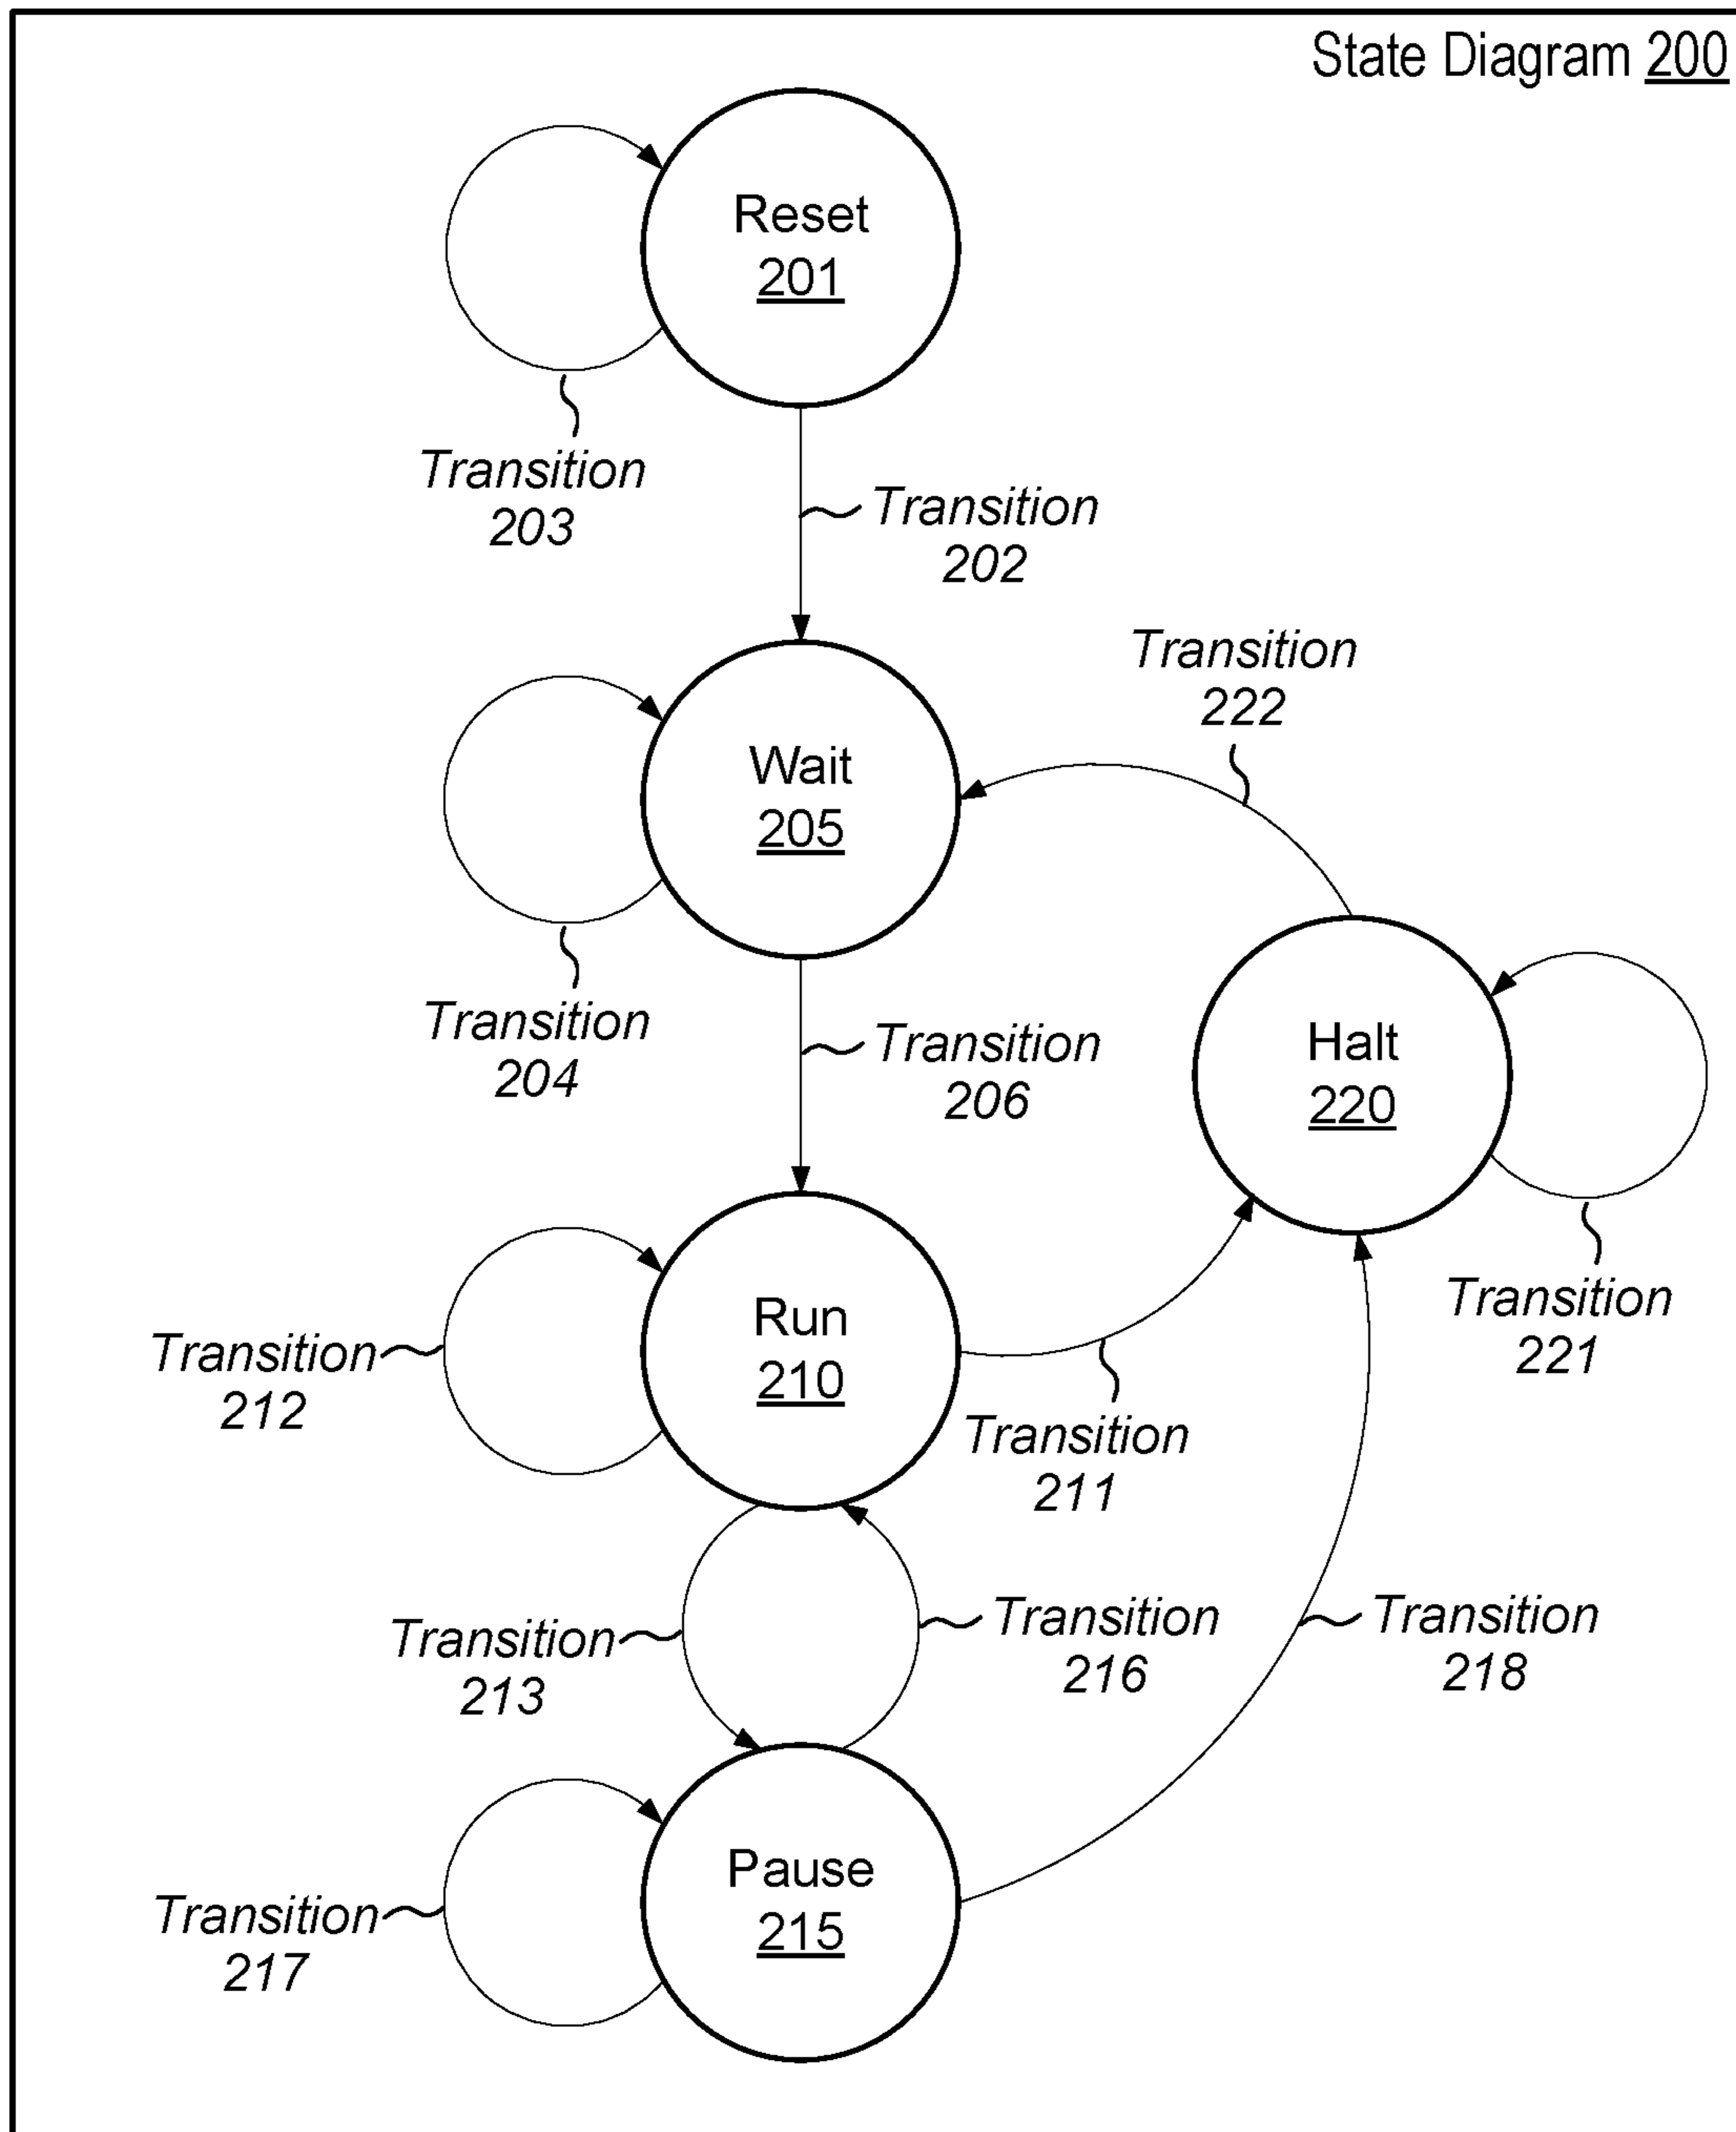 State Diagram 200
Reset
201
Transition
203
Transition
202
Transition
222
Wait
205
Transition
204
Transition
206
Halt
220
Transition
221
Run
210
Transition
212
Transition
211
Transition
213
Transition
216
Transition
218
Pause
215
Transition
217